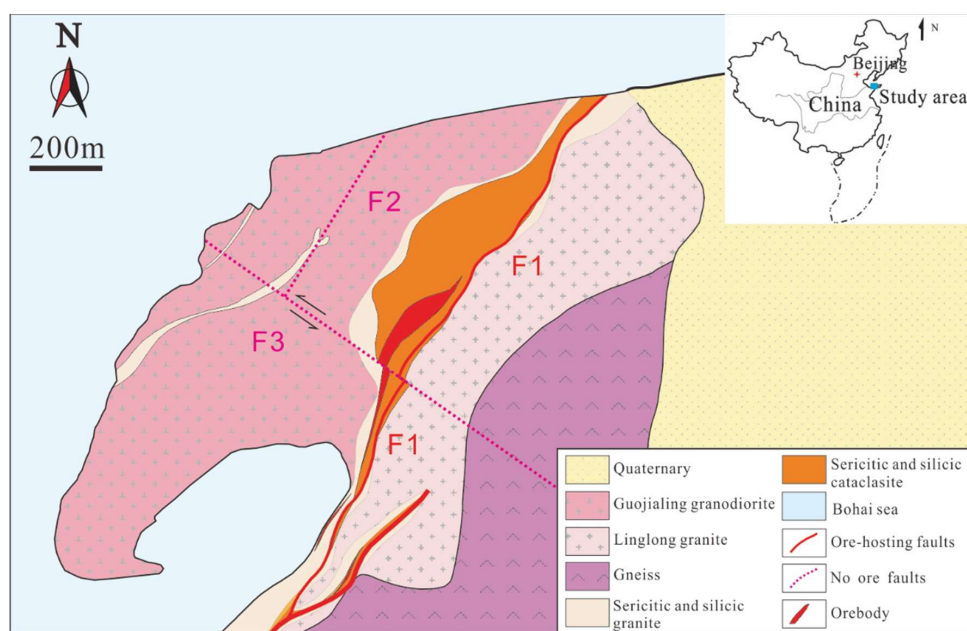 N
200m
N
Beijing
China
Study area
F2
F1
F3
F1
Quaternary
Guojialing granodiorite
Linglong granite
Gneiss
Sericitic and silicic
granite
Sericitic and silicic
cataclasite
Bohai sea
Ore-hosting faults
No ore faults
Orebody